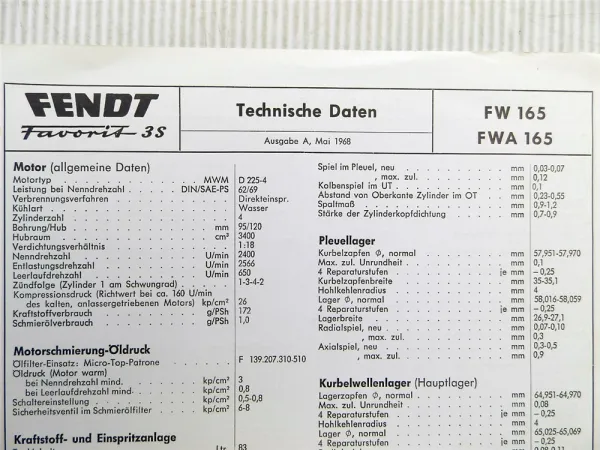 FENDT
Favorit 3S
Technische Daten
Ausgabe A, Mai 1968
FW 165
FWA 165
Motor (allgemeine Daten)
Motortyp MWM D 225-4
Leistung bei Nenndrehzahl DIN/SAE-PS 62/69
Verbrennungsverfahren Direkteinspr.
Kühlart Wasser
Zylinderzahl 4
Bohrung/Hub mm 95/120
Hubraum cm³ 3400
Verdichtungsverhältnis 1:18
Nenndrehzahl U/min 2400
Entlastungsdrehzahl U/min 2566
Leerlaufdrehzahl U/min 650
Zündfolge (Zylinder 1 am Schwungrad) 1-3-4-2
Kompressionsdruck (Richtwert bei ca. 160 U/min
des kalten, anlassergetriebenen Motors) kp/cm² 26
Kraftstoffverbrauch g/PSh 172
Schmierölverbrauch g/PSh 1,0
Motorschmierung-Öldruck
Ölfilter-Einsatz: Micro-Top-Patrone F 139.207.310-510
Öldruck (Motor warm)
bei Nenndrehzahl mind. kp/cm² 3
bei Leerlaufdrehzahl mind. kp/cm² 0,8
Schaltereinstellung kp/cm² 0,5-0,8
Sicherheitsventil im Schmierölfilter kp/cm² 6-8
Kraftstoff- und Einspritzanlage
Ltr. 83
Spiel im Pleuel, neu mm 0,03-0,07
, max. zul. mm 0,12
Kolbenspiel im UT mm 0,1
Abstand von Oberkante Zylinder im OT mm 0,23-0,55
Spaltmaß mm 0,9-1,2
Stärke der Zylinderkopfdichtung mm 0,7-0,9
Pleuellager
Kurbelzapfen ∅, normal mm 57,951-57,970
Max. zul. Unrundheit mm 0,1
4 Reparaturstufen je mm – 0,25
Kurbelzapfenbreite mm 35-35,1
Hohlkehlenradius mm 4
Lager ∅, normal mm 58,016-58,059
4 Reparaturstufen je mm – 0,25
Lagerbreite mm 26,9-27,1
Radialspiel, neu mm 0,07-0,10
, max. zul. mm 0,3
Axialspiel, neu mm 0,3-0,5
, max. zul. mm 0,9
Kurbelwellenlager (Hauptlager)
Lagerzapfen ∅, normal mm 64,951-64,970
Max. zul. Unrundheit mm 0,08
4 Reparaturstufen je mm – 0,25
Hohlkehlenradius mm 4
Lager ∅, normal mm 65,025-65,069
4 Reparaturstufen je mm – 0,25